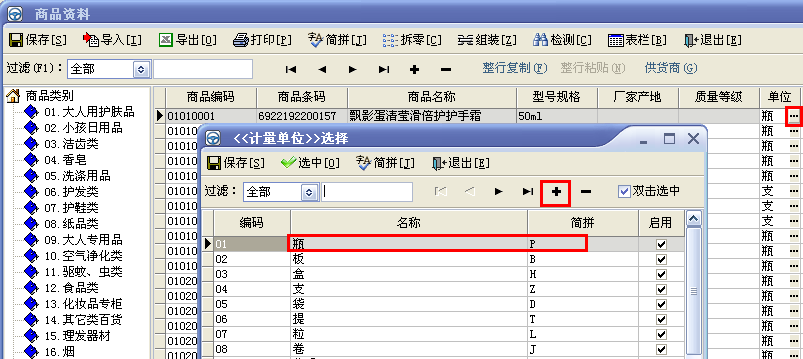 商品资料
保存[S] 导入[I] 导出[O] 打印[P] 简拼[J] 拆零[C] 组装[Z] 检测[C] 表栏[B] 退出[E]
过滤(F1): 全部 整行复制(F) 整行粘贴(N) 供货商(G)
商品类别
01.大人用护肤品
02.小孩日用品
03.洁齿类
04.香皂
05.洗涤用品
06.护发类
07.护鞋类
08.纸品类
09.大人专用品
10.空气净化类
11.驱蚊、虫类
12.食品类
13.化妆品专柜
14.其它类百货
15.理发器材
16.烟
商品编码 商品条码 商品名称 型号规格 厂家产地 质量等级 单位
01010001 6922192200157 飘影蛋洁莹滑倍护护手霜 50ml 瓶
01010 瓶
01010 瓶
01010 瓶
01010 瓶
01010 支
01010 瓶
01010 支
01010 瓶
01010 瓶
01010 瓶
01020 瓶
01020 瓶
01020 瓶
01020 瓶
01020 瓶
<<计量单位>>选择
保存[S] 选中[O] 简拼[J] 退出[E]
过滤: 全部 双击选中
编码 名称 简拼 启用
01 瓶 P
02 板 B
03 盒 H
04 支 Z
05 袋 D
06 提 T
07 粒 L
08 卷 J